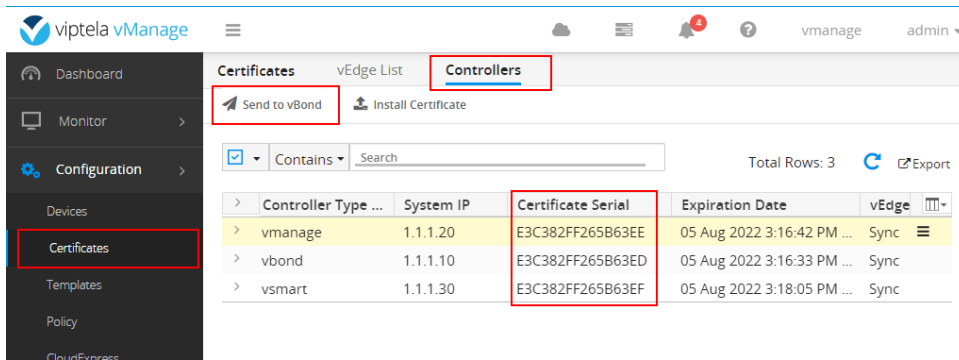 viptela vManage
4
vmanage
admin
Dashboard
Monitor
Configuration
Devices
Certificates
Templates
Policy
CloudExpress
Certificates vEdge List Controllers
Send to vBond Install Certificate
Contains Search Total Rows: 3 Export
Controller Type ... System IP Certificate Serial Expiration Date vEdge
vmanage 1.1.1.20 E3C382FF265B63EE 05 Aug 2022 3:16:42 PM ... Sync
vbond 1.1.1.10 E3C382FF265B63ED 05 Aug 2022 3:16:33 PM ... Sync
vsmart 1.1.1.30 E3C382FF265B63EF 05 Aug 2022 3:18:05 PM ... Sync